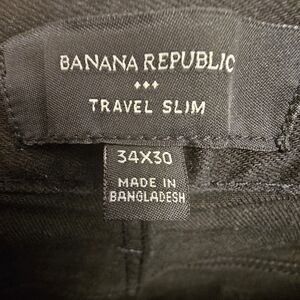 BANANA REPUBLIC
TRAVEL SLIM
34X30
MADE IN
BANGLADESH